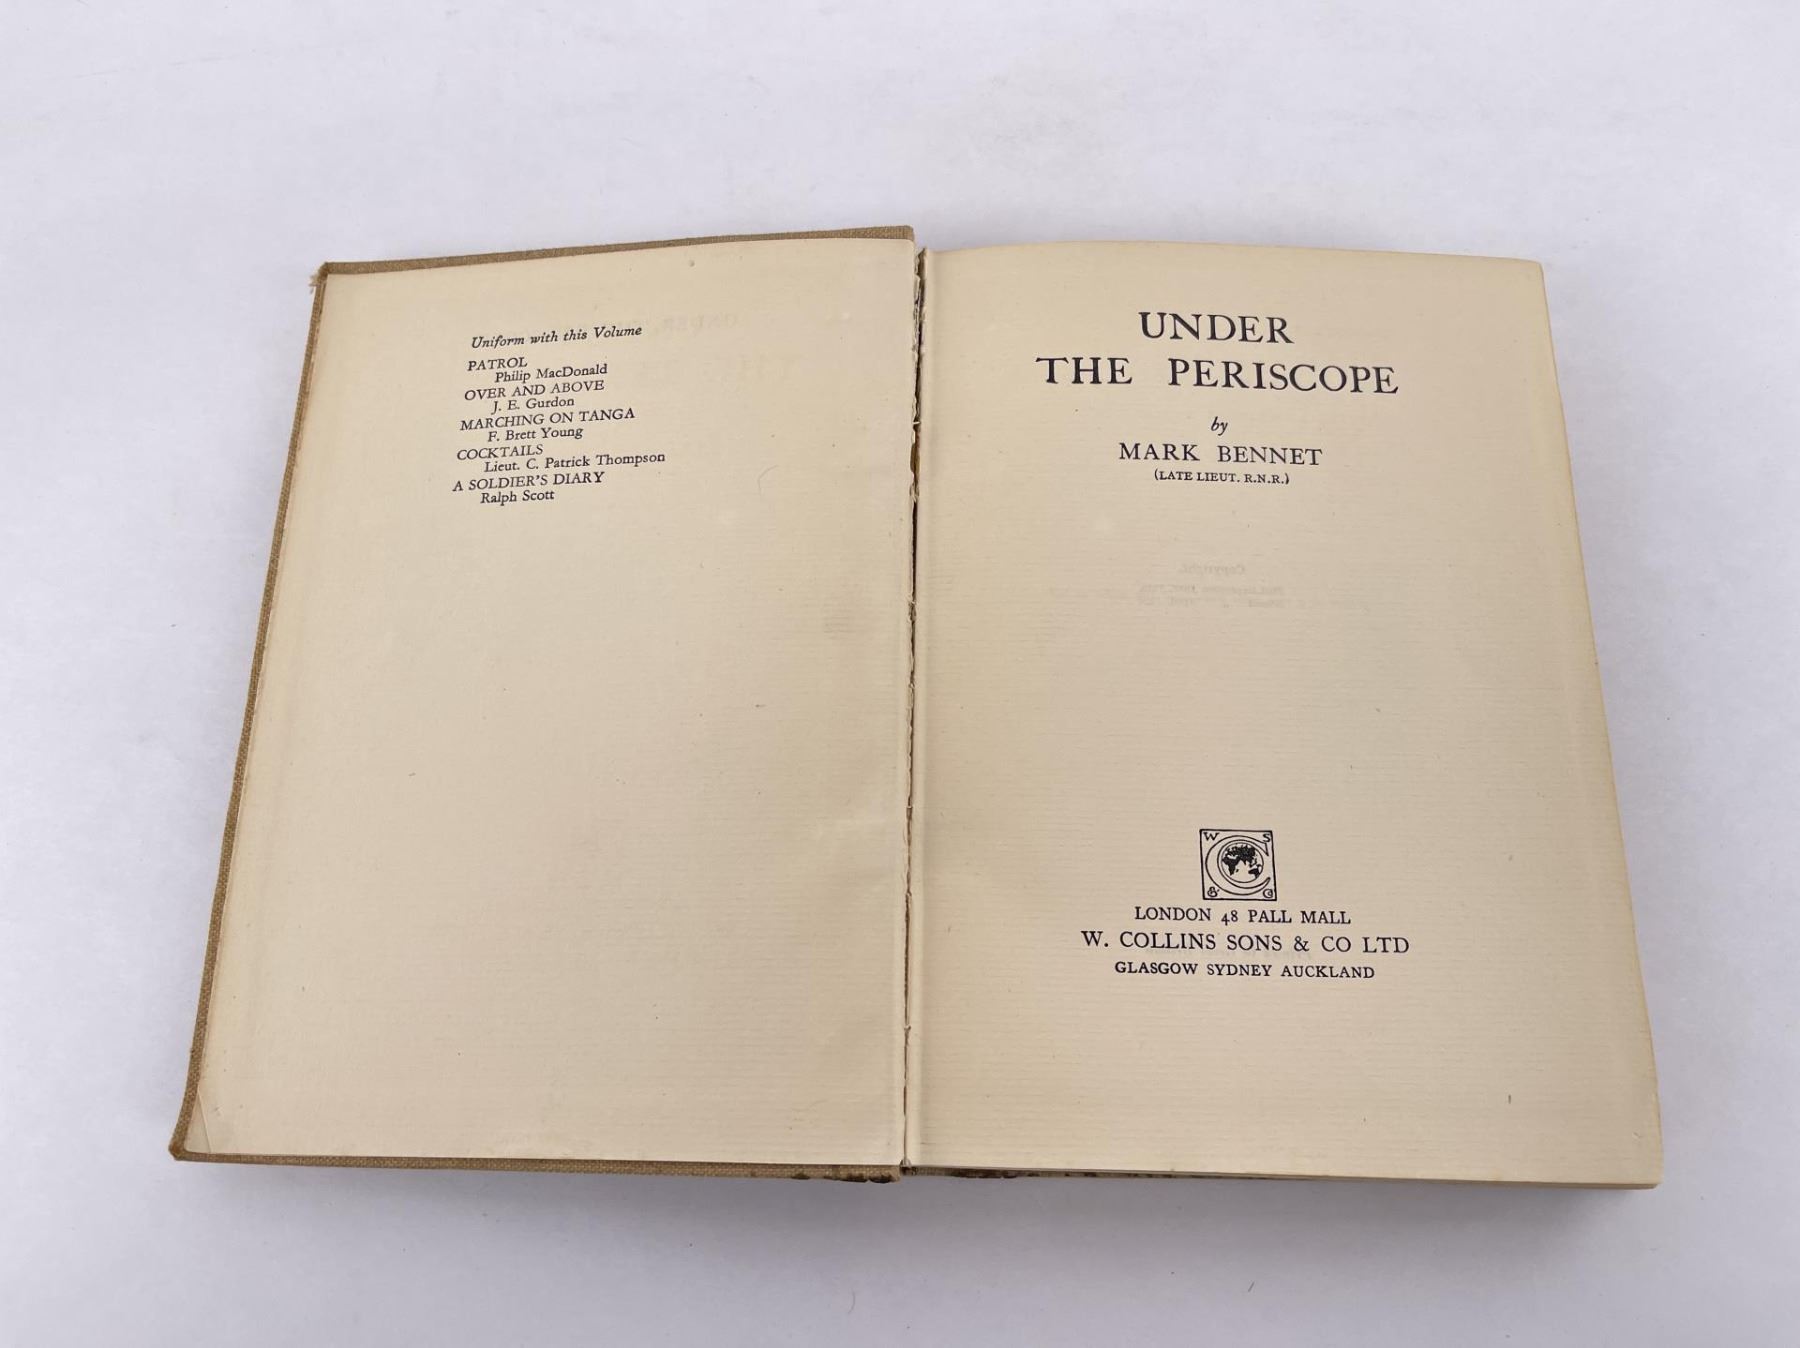 Uniform with this Volume
PATROL
Philip MacDonald
OVER AND ABOVE
J. E. Gurdon
MARCHING ON TANGA
F. Brett Young
COCKTAILS
Lieut. C. Patrick Thompson
A SOLDIER'S DIARY
Ralph Scott
UNDER
THE PERISCOPE
by
MARK BENNET
(LATE LIEUT. R.N.R.)
W S
C
& Co
LONDON 48 PALL MALL
W. COLLINS SONS & CO LTD
GLASGOW SYDNEY AUCKLAND